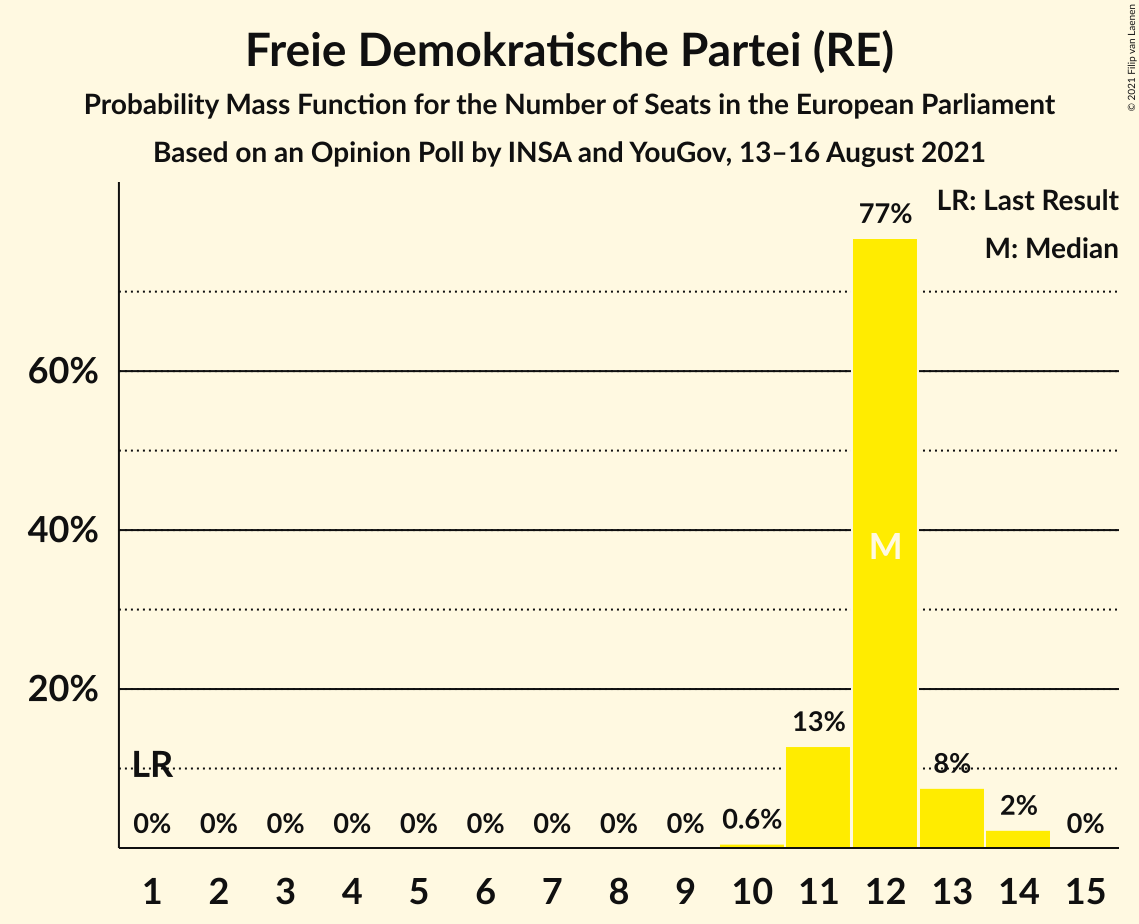 Freie Demokratische Partei (RE)
Probability Mass Function for the Number of Seats in the European Parliament
Based on an Opinion Poll by INSA and YouGov, 13–16 August 2021
© 2021 Filip van Laenen
LR: Last Result
M: Median
77%
60%
40%
M
20%
13%
LR
8%
2%
0% 0% 0% 0% 0% 0% 0% 0% 0% 0.6% 0%
1 2 3 4 5 6 7 8 9 10 11 12 13 14 15